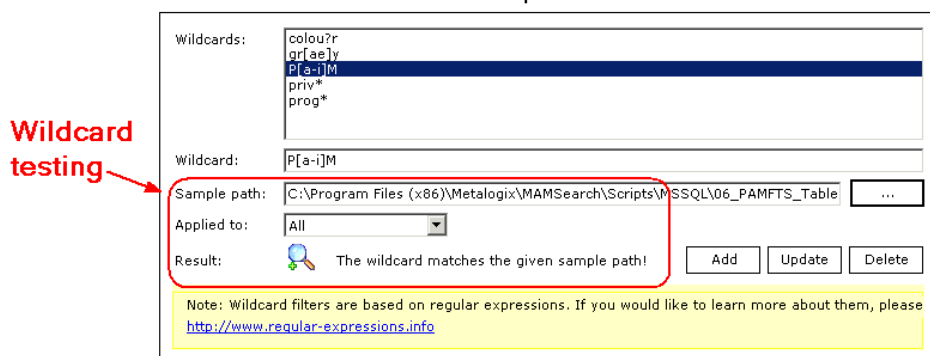 Wildcards:
colou?r
gr[ae]y
P[a-i]M
priv*
prog*
Wildcard testing
Wildcard: P[a-i]M
Sample path: C:\Program Files (x86)\Metalogix\MAMSearch\Scripts\MSSQL\06_PAMFTS_Table ...
Applied to: All
Result: The wildcard matches the given sample path! Add Update Delete
Note: Wildcard filters are based on regular expressions. If you would like to learn more about them, please
http://www.regular-expressions.info